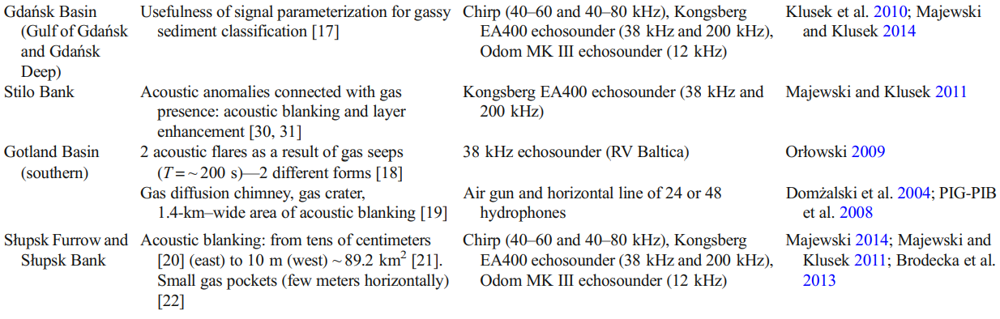 Gdańsk Basin
(Gulf of Gdańsk
and Gdańsk
Deep)
Usefulness of signal parameterization for gassy
sediment classification [17]
Chirp (40–60 and 40–80 kHz), Kongsberg
EA400 echosounder (38 kHz and 200 kHz),
Odom MK III echosounder (12 kHz)
Klusek et al. 2010; Majewski
and Klusek 2014
Stilo Bank
Acoustic anomalies connected with gas
presence: acoustic blanking and layer
enhancement [30, 31]
Kongsberg EA400 echosounder (38 kHz and
200 kHz)
Majewski and Klusek 2011
Gotland Basin
(southern)
2 acoustic flares as a result of gas seeps
(T = ~ 200 s)—2 different forms [18]
38 kHz echosounder (RV Baltica)
Orłowski 2009
Gas diffusion chimney, gas crater,
1.4-km–wide area of acoustic blanking [19]
Air gun and horizontal line of 24 or 48
hydrophones
Domżalski et al. 2004; PIG-PIB
et al. 2008
Słupsk Furrow and
Słupsk Bank
Acoustic blanking: from tens of centimeters
[20] (east) to 10 m (west) ~ 89.2 km² [21].
Small gas pockets (few meters horizontally)
[22]
Chirp (40–60 and 40–80 kHz), Kongsberg
EA400 echosounder (38 kHz and 200 kHz),
Odom MK III echosounder (12 kHz)
Majewski 2014; Majewski and
Klusek 2011; Brodecka et al.
2013